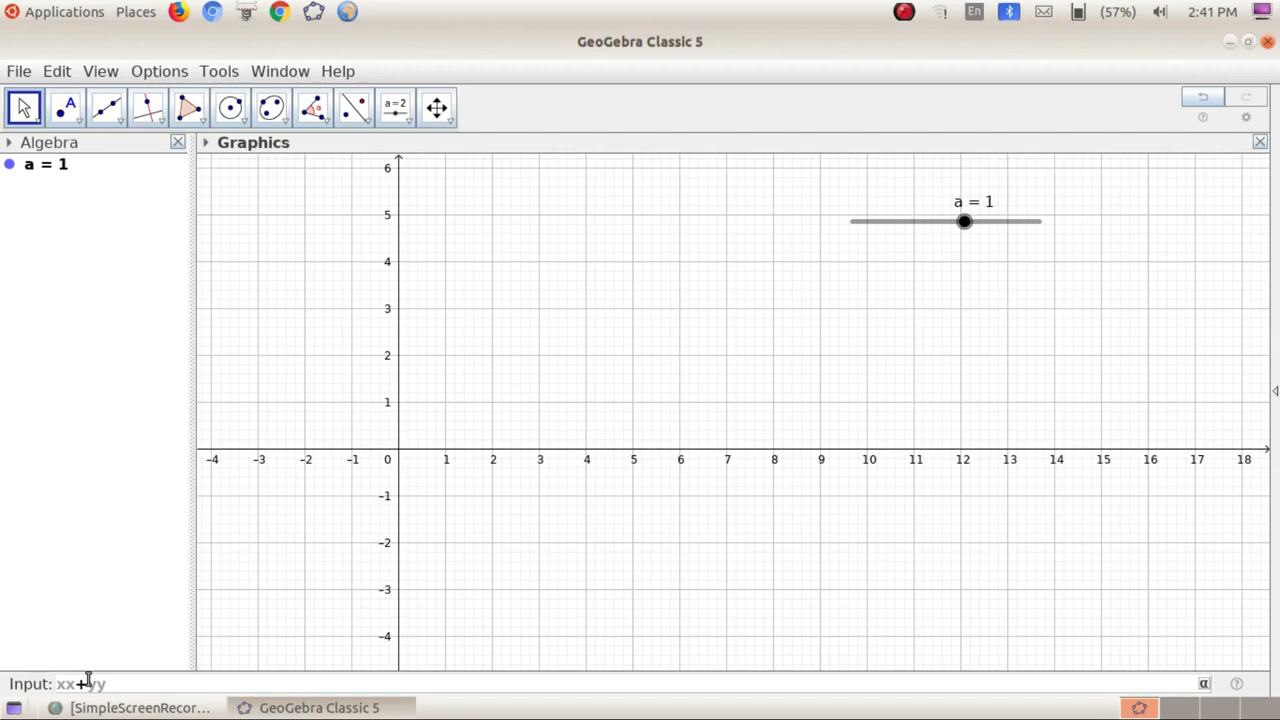 Applications Places En (57%) 2:41 PM
GeoGebra Classic 5
File Edit View Options Tools Window Help
A α a=2
Algebra Graphics
a = 1
a = 1
6
5
4
3
2
1
–4 –3 –2 –1 0 1 2 3 4 5 6 7 8 9 10 11 12 13 14 15 16 17 18
–1
–2
–3
–4
Input: xx+yy α
[SimpleScreenRecor... GeoGebra Classic 5